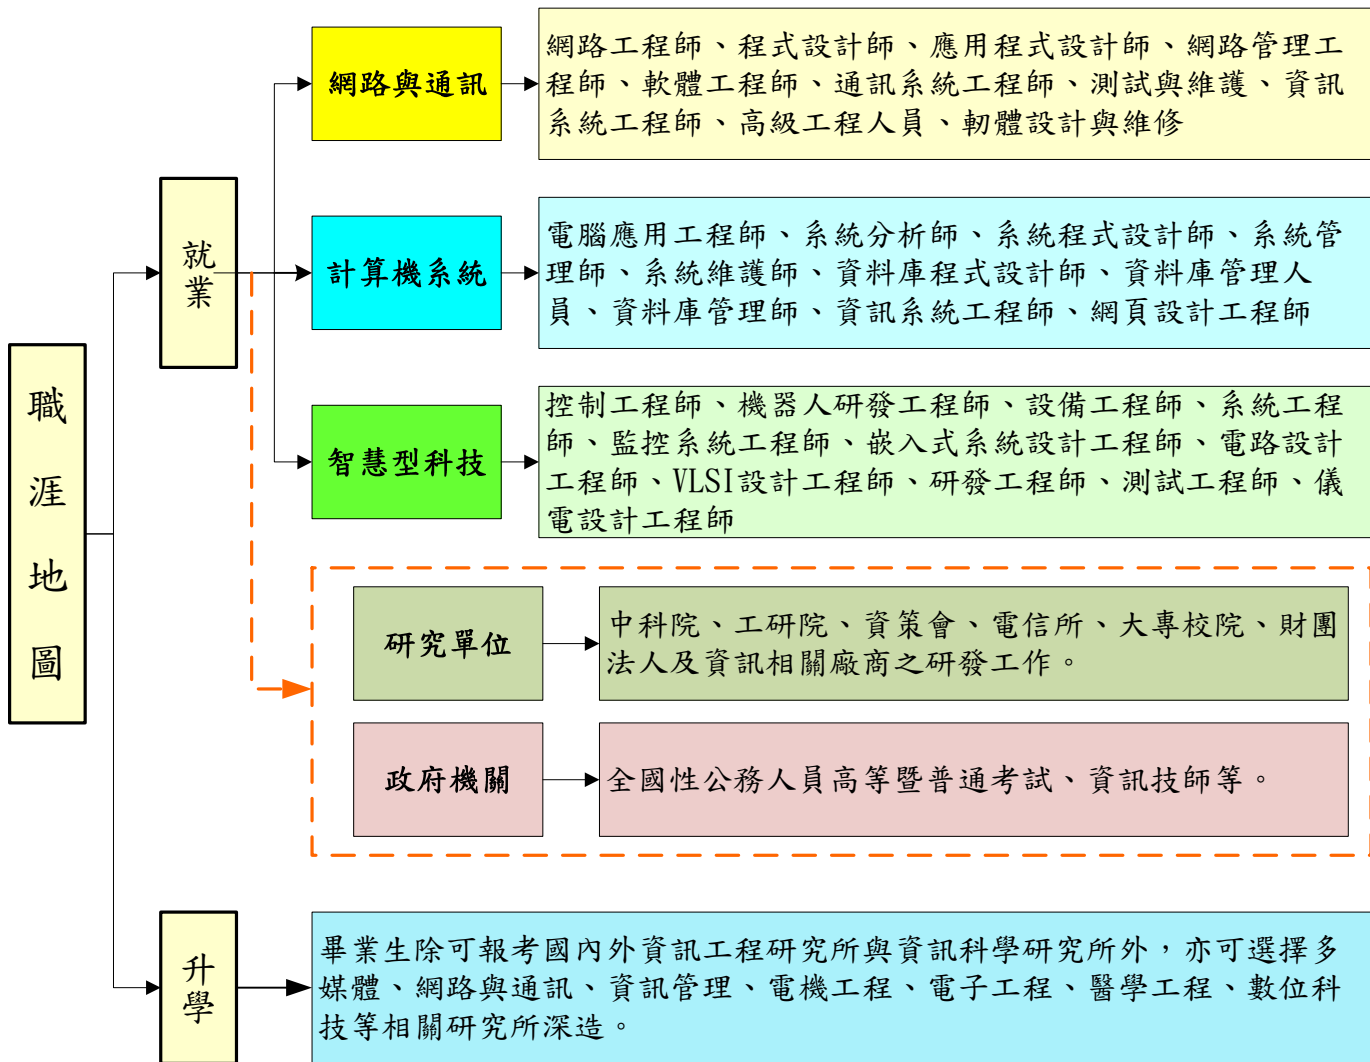 職涯地圖
就業
網路與通訊
網路工程師、程式設計師、應用程式設計師、網路管理工
程師、軟體工程師、通訊系統工程師、測試與維護、資訊
系統工程師、高級工程人員、韌體設計與維修
計算機系統
電腦應用工程師、系統分析師、系統程式設計師、系統管
理師、系統維護師、資料庫程式設計師、資料庫管理人
員、資料庫管理師、資訊系統工程師、網頁設計工程師
智慧型科技
控制工程師、機器人研發工程師、設備工程師、系統工程
師、監控系統工程師、嵌入式系統設計工程師、電路設計
工程師、VLSI設計工程師、研發工程師、測試工程師、儀
電設計工程師
研究單位
中科院、工研院、資策會、電信所、大專校院、財團
法人及資訊相關廠商之研發工作。
政府機關
全國性公務人員高等暨普通考試、資訊技師等。
升學
畢業生除可報考國內外資訊工程研究所與資訊科學研究所外，亦可選擇多
媒體、網路與通訊、資訊管理、電機工程、電子工程、醫學工程、數位科
技等相關研究所深造。